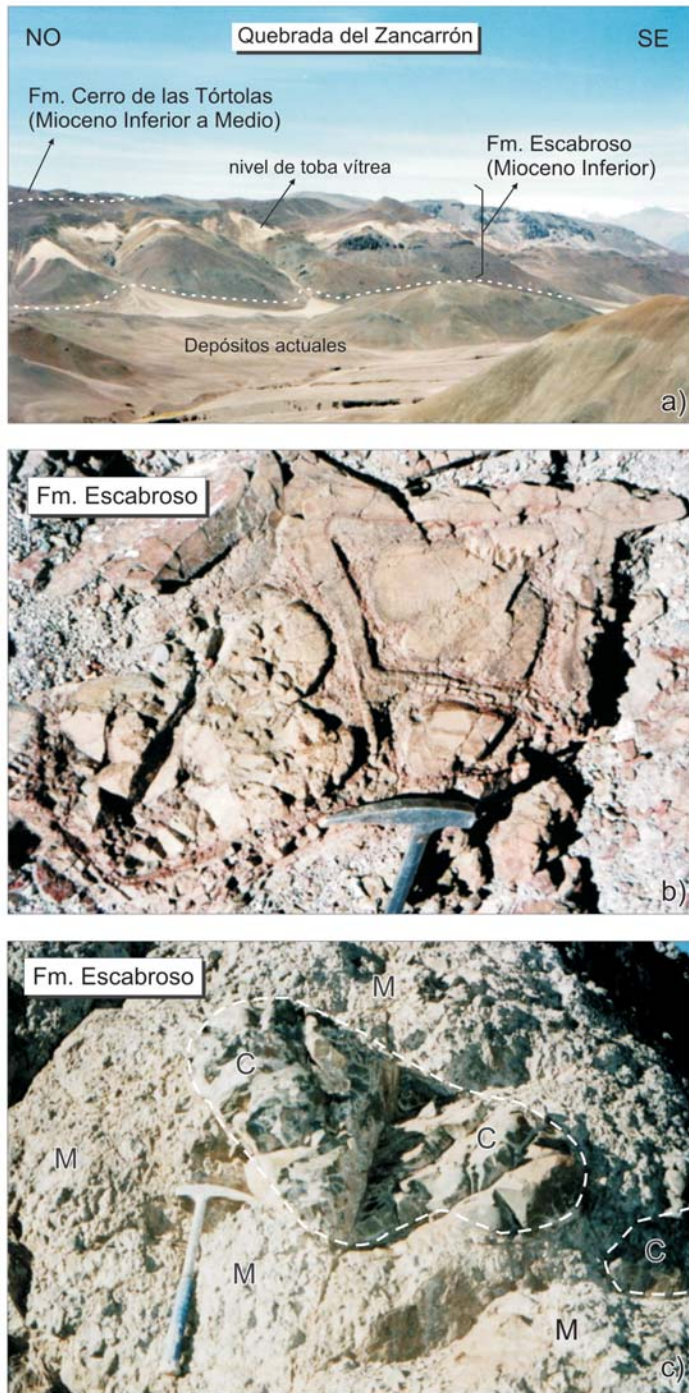 NO
Quebrada del Zancarrón
SE
Fm. Cerro de las Tórtolas
(Mioceno Inferior a Medio)
Fm. Escabroso
(Mioceno Inferior)
nivel de toba vítrea
Depósitos actuales
a)
Fm. Escabroso
b)
Fm. Escabroso
M
C
C
M
C
M
M
c)